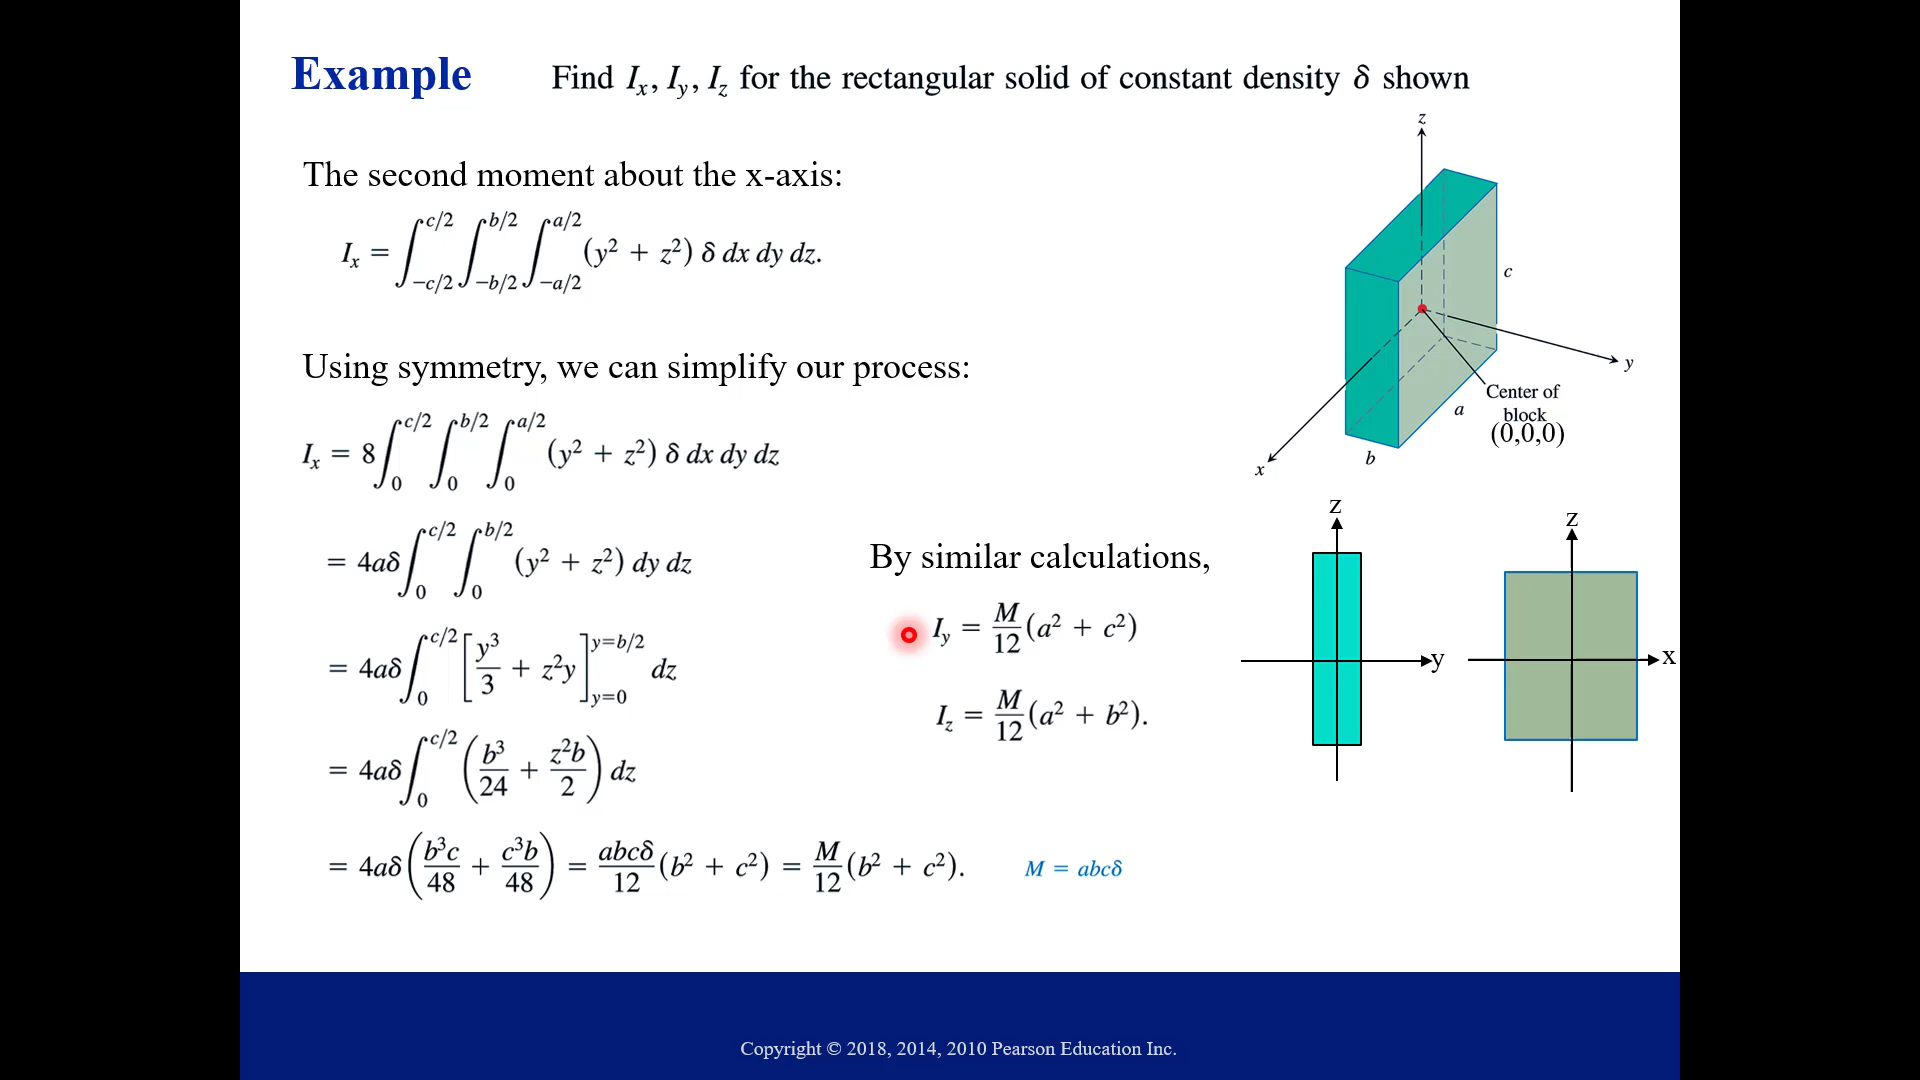 Example
Find Iₓ, I_y, I_z for the rectangular solid of constant density δ shown
The second moment about the x-axis:
Iₓ = ∫_{−c/2}^{c/2} ∫_{−b/2}^{b/2} ∫_{−a/2}^{a/2} (y² + z²) δ dx dy dz.
Using symmetry, we can simplify our process:
Iₓ = 8 ∫_0^{c/2} ∫_0^{b/2} ∫_0^{a/2} (y² + z²) δ dx dy dz
= 4aδ ∫_0^{c/2} ∫_0^{b/2} (y² + z²) dy dz
= 4aδ ∫_0^{c/2} [y³/3 + z²y]_{y=0}^{y=b/2} dz
= 4aδ ∫_0^{c/2} (b³/24 + z²b/2) dz
= 4aδ (b³c/48 + c³b/48) = abcδ/12 (b² + c²) = M/12 (b² + c²).
M = abcδ
By similar calculations,
I_y = M/12 (a² + c²)
I_z = M/12 (a² + b²).
z
c
y
Center of
block
(0,0,0)
a
b
x
z
y
z
x
Copyright © 2018, 2014, 2010 Pearson Education Inc.